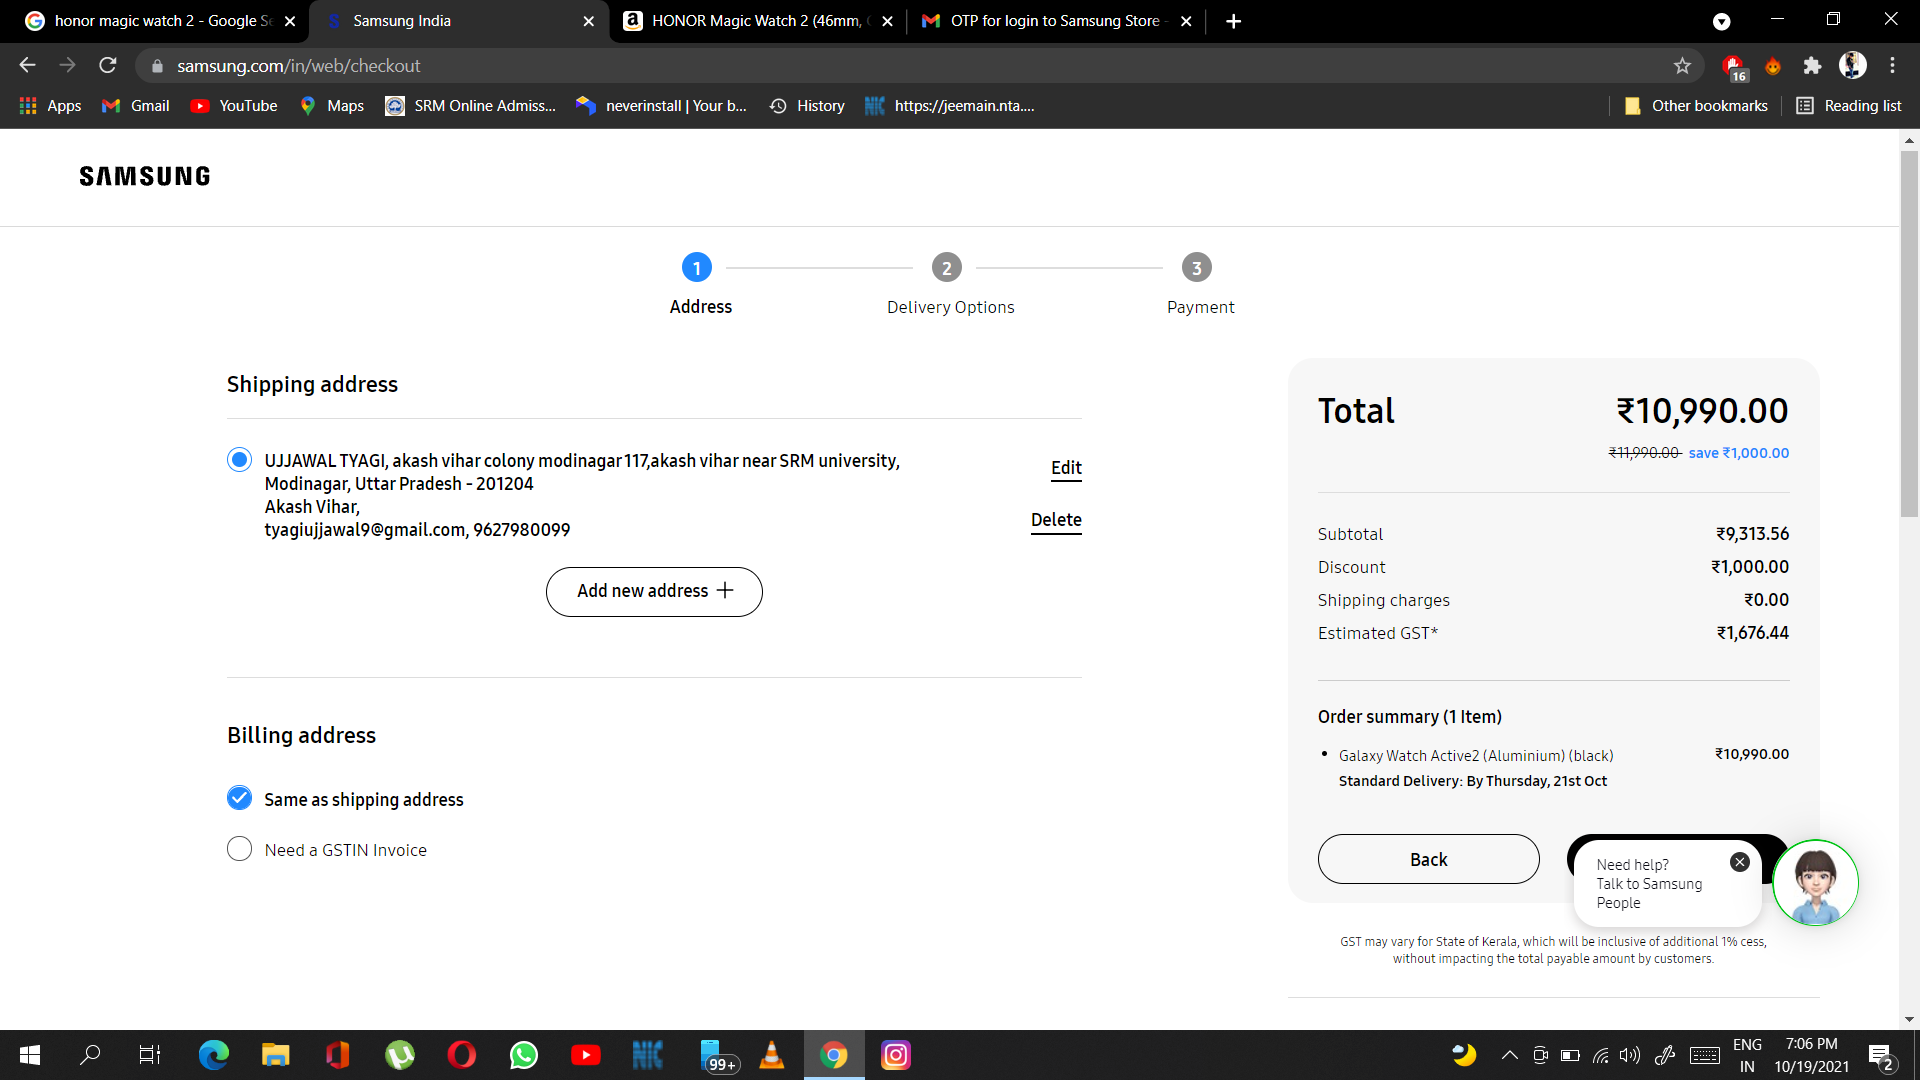 honor magic watch 2 - Google Se
Samsung India
HONOR Magic Watch 2 (46mm,
OTP for login to Samsung Store -
samsung.com/in/web/checkout
16
Apps
Gmail
YouTube
Maps
SRM Online Admiss...
neverinstall | Your b...
History
https://jeemain.nta....
Other bookmarks
Reading list
SAMSUNG
1
2
3
Address
Delivery Options
Payment
Shipping address
UJJAWAL TYAGI, akash vihar colony modinagar 117,akash vihar near SRM university,
Modinagar, Uttar Pradesh - 201204
Akash Vihar,
tyagiujjawal9@gmail.com, 9627980099
Edit
Delete
Add new address +
Billing address
Same as shipping address
Need a GSTIN Invoice
Total
₹10,990.00
₹11,990.00 save ₹1,000.00
Subtotal ₹9,313.56
Discount ₹1,000.00
Shipping charges ₹0.00
Estimated GST* ₹1,676.44
Order summary (1 Item)
• Galaxy Watch Active2 (Aluminium) (black) ₹10,990.00
Standard Delivery: By Thursday, 21st Oct
Back
Need help?
Talk to Samsung
People
GST may vary for State of Kerala, which will be inclusive of additional 1% cess,
without impacting the total payable amount by customers.
99+
ENG
IN
7:06 PM
10/19/2021
2